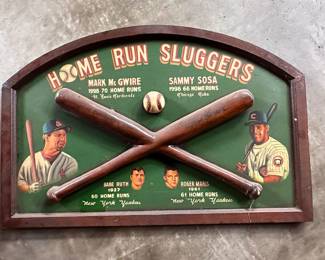 HOME RUN SLUGGERS
MARK McGWIRE
1998 70 HOME RUNS
St. Louis Cardinals
SAMMY SOSA
1998 66 HOME RUNS
Chicago Cubs
BABE RUTH
1927
60 HOME RUNS
New York Yankees
ROGER MARIS
1961
61 HOME RUNS
New York Yankees